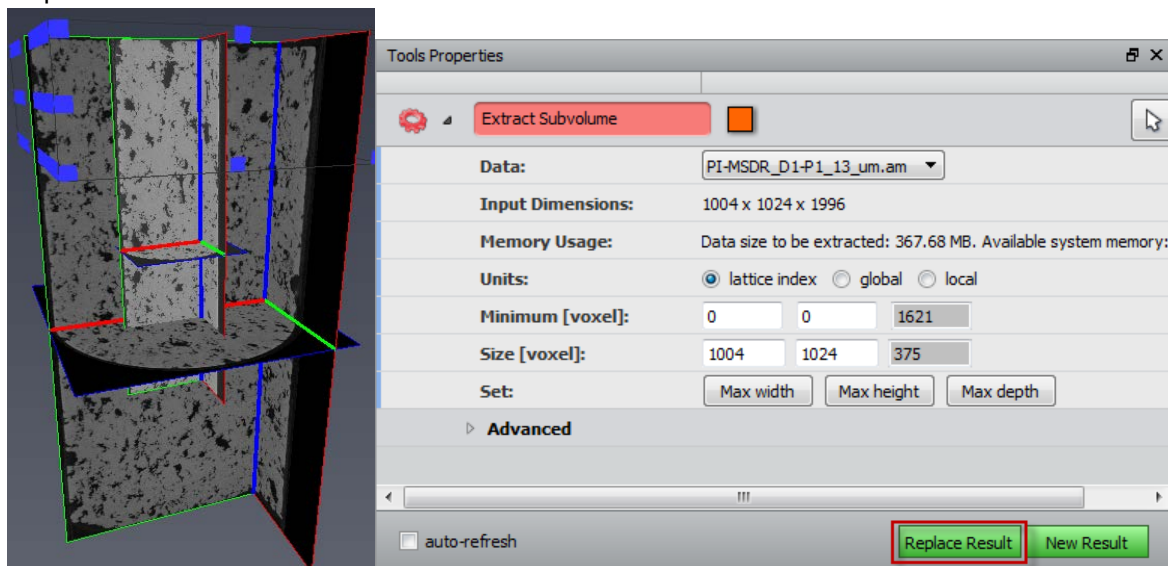 Tools Properties
Extract Subvolume
Data: PI-MSDR_D1-P1_13_um.am
Input Dimensions: 1004 x 1024 x 1996
Memory Usage: Data size to be extracted: 367.68 MB. Available system memory:
Units: lattice index global local
Minimum [voxel]: 0 0 1621
Size [voxel]: 1004 1024 375
Set: Max width Max height Max depth
Advanced
auto-refresh Replace Result New Result